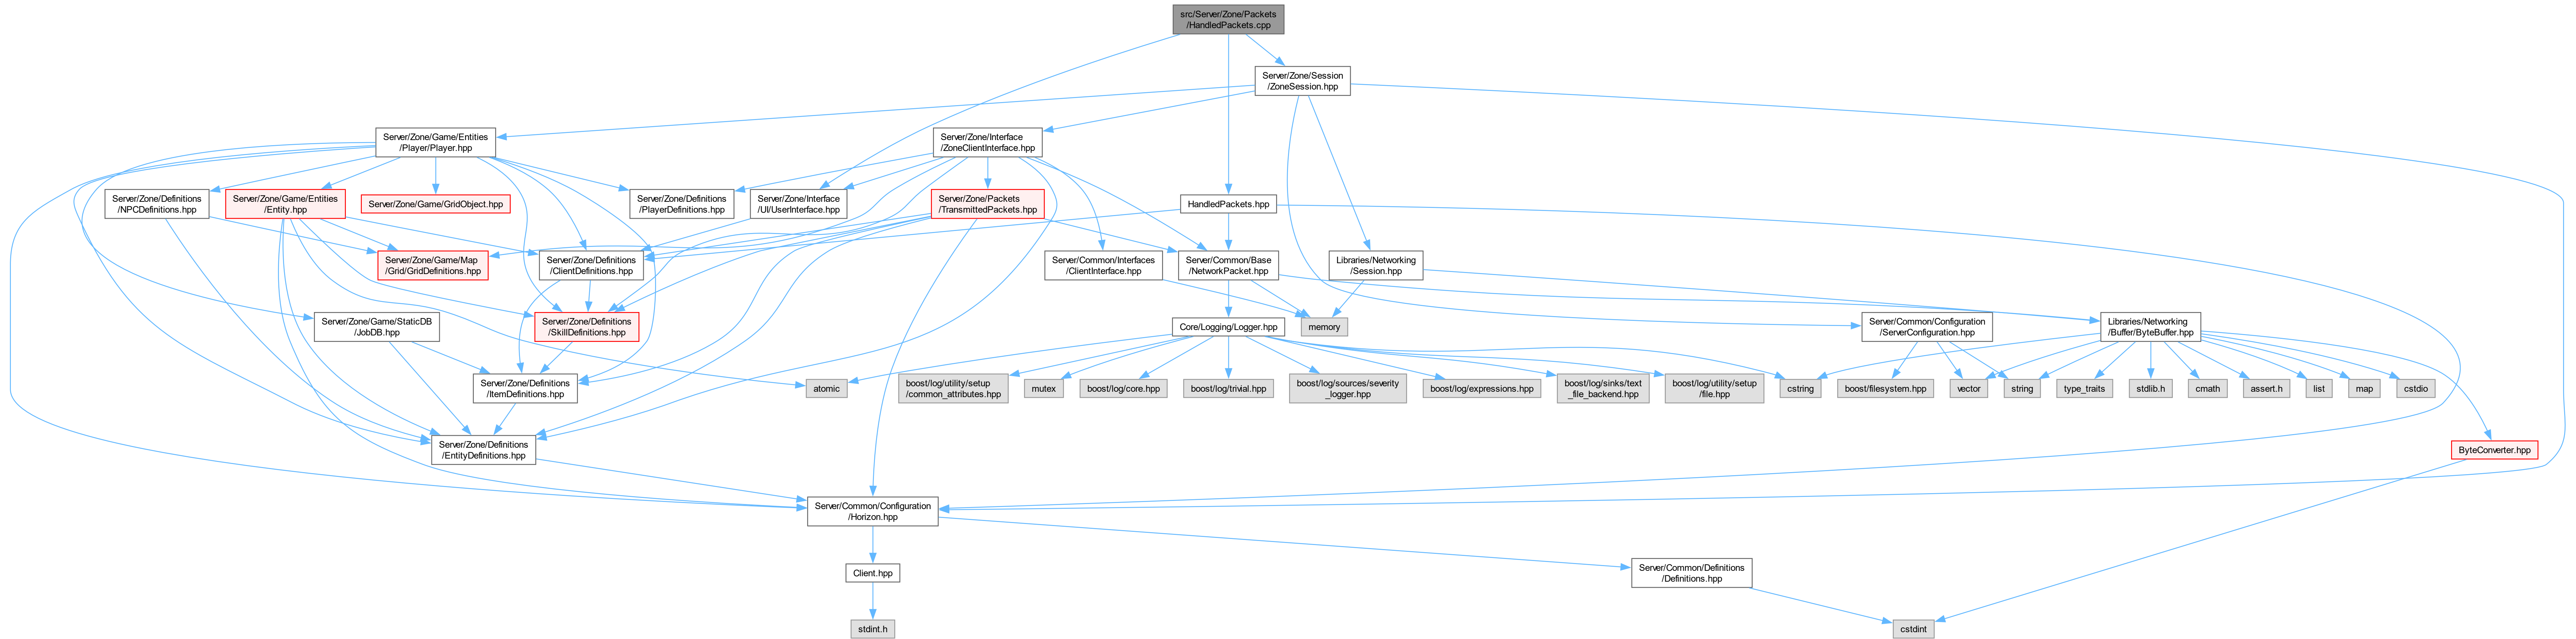 src/Server/Zone/Packets
/HandledPackets.cpp
Server/Zone/Session
/ZoneSession.hpp
Server/Zone/Game/Entities
/Player/Player.hpp
Server/Zone/Interface
/ZoneClientInterface.hpp
Server/Zone/Definitions
/NPCDefinitions.hpp
Server/Zone/Game/Entities
/Entity.hpp
Server/Zone/Game/GridObject.hpp
Server/Zone/Definitions
/PlayerDefinitions.hpp
Server/Zone/Interface
/UI/UserInterface.hpp
Server/Zone/Packets
/TransmittedPackets.hpp
HandledPackets.hpp
Server/Zone/Game/Map
/Grid/GridDefinitions.hpp
Server/Zone/Definitions
/ClientDefinitions.hpp
Server/Common/Interfaces
/ClientInterface.hpp
Server/Common/Base
/NetworkPacket.hpp
Libraries/Networking
/Session.hpp
Server/Zone/Game/StaticDB
/JobDB.hpp
Server/Zone/Definitions
/SkillDefinitions.hpp
Core/Logging/Logger.hpp
memory
Server/Common/Configuration
/ServerConfiguration.hpp
Libraries/Networking
/Buffer/ByteBuffer.hpp
Server/Zone/Definitions
/ItemDefinitions.hpp
atomic
boost/log/utility/setup
/common_attributes.hpp
mutex
boost/log/core.hpp
boost/log/trivial.hpp
boost/log/sources/severity
_logger.hpp
boost/log/expressions.hpp
boost/log/sinks/text
_file_backend.hpp
boost/log/utility/setup
/file.hpp
cstring
boost/filesystem.hpp
vector
string
type_traits
stdlib.h
cmath
assert.h
list
map
cstdio
Server/Zone/Definitions
/EntityDefinitions.hpp
ByteConverter.hpp
Server/Common/Configuration
/Horizon.hpp
Client.hpp
Server/Common/Definitions
/Definitions.hpp
stdint.h
cstdint